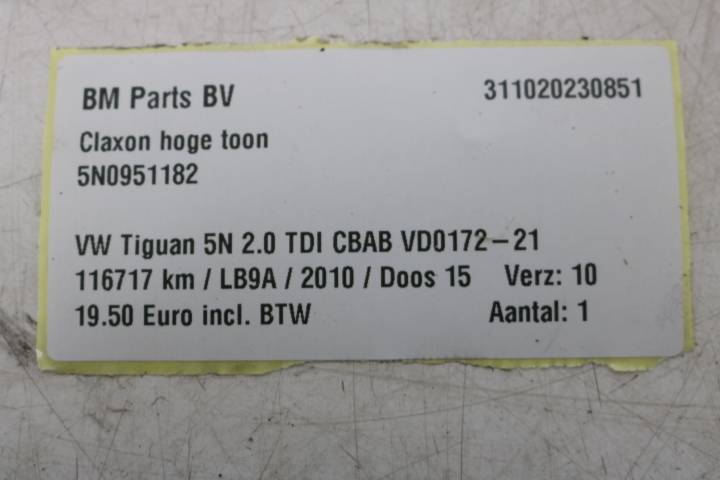 BM Parts BV 311020230851
Claxon hoge toon
5N0951182
VW Tiguan 5N 2.0 TDI CBAB VD0172-21
116717 km / LB9A / 2010 / Doos 15 Verz: 10
19.50 Euro incl. BTW Aantal: 1